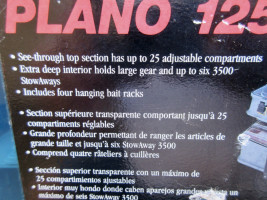 PLANO 125
• See-through top section has up to 25 adjustable compartments
• Extra deep interior holds large gear and up to six 3500
StowAways
• Includes four hanging bait racks
• Section supérieure transparente comportant jusqu'à 25
compartiments réglables
• Grande profondeur permettant de ranger les articles de
grande taille et jusqu'à six StowAway 3500
• Comprend quatre râteliers à cuillères
• Sección superior transparente con un máximo de
25 compartimientos ajustables
• Interior muy hondo donde caben aparejos grandes un
máximo de seis StowAway 3500